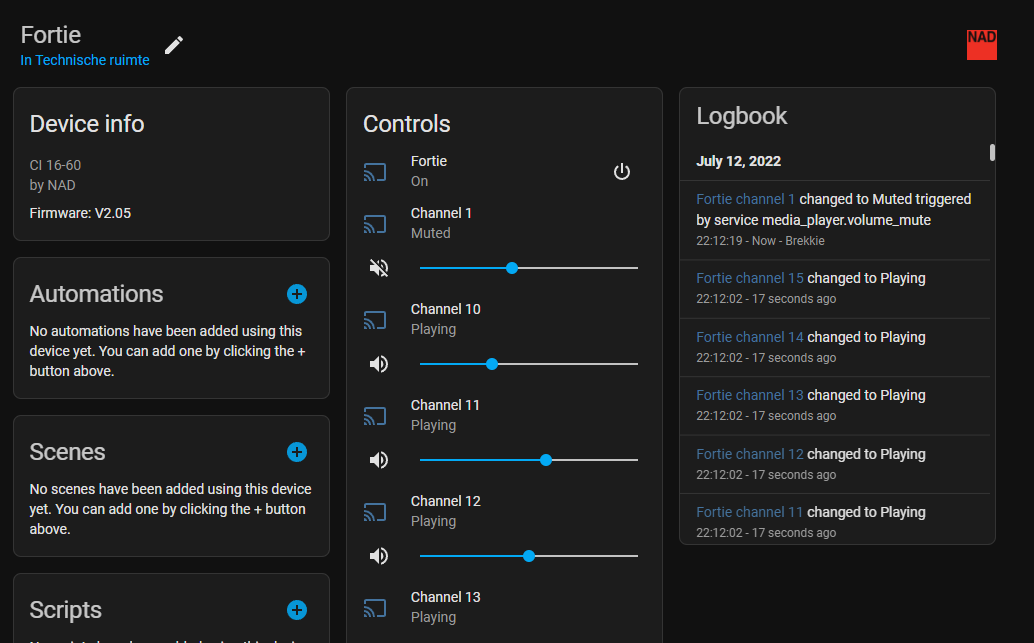 Fortie
In Technische ruimte
NAD
Device info
CI 16-60
by NAD
Firmware: V2.05
Automations
No automations have been added using this
device yet. You can add one by clicking the +
button above.
Scenes
No scenes have been added using this device
yet. You can add one by clicking the + button
above.
Scripts
Controls
Fortie
On
Channel 1
Muted
Channel 10
Playing
Channel 11
Playing
Channel 12
Playing
Channel 13
Playing
Logbook
July 12, 2022
Fortie channel 1 changed to Muted triggered
by service media_player.volume_mute
22:12:19 - Now - Brekkie
Fortie channel 15 changed to Playing
22:12:02 - 17 seconds ago
Fortie channel 14 changed to Playing
22:12:02 - 17 seconds ago
Fortie channel 13 changed to Playing
22:12:02 - 17 seconds ago
Fortie channel 12 changed to Playing
22:12:02 - 17 seconds ago
Fortie channel 11 changed to Playing
22:12:02 - 17 seconds ago